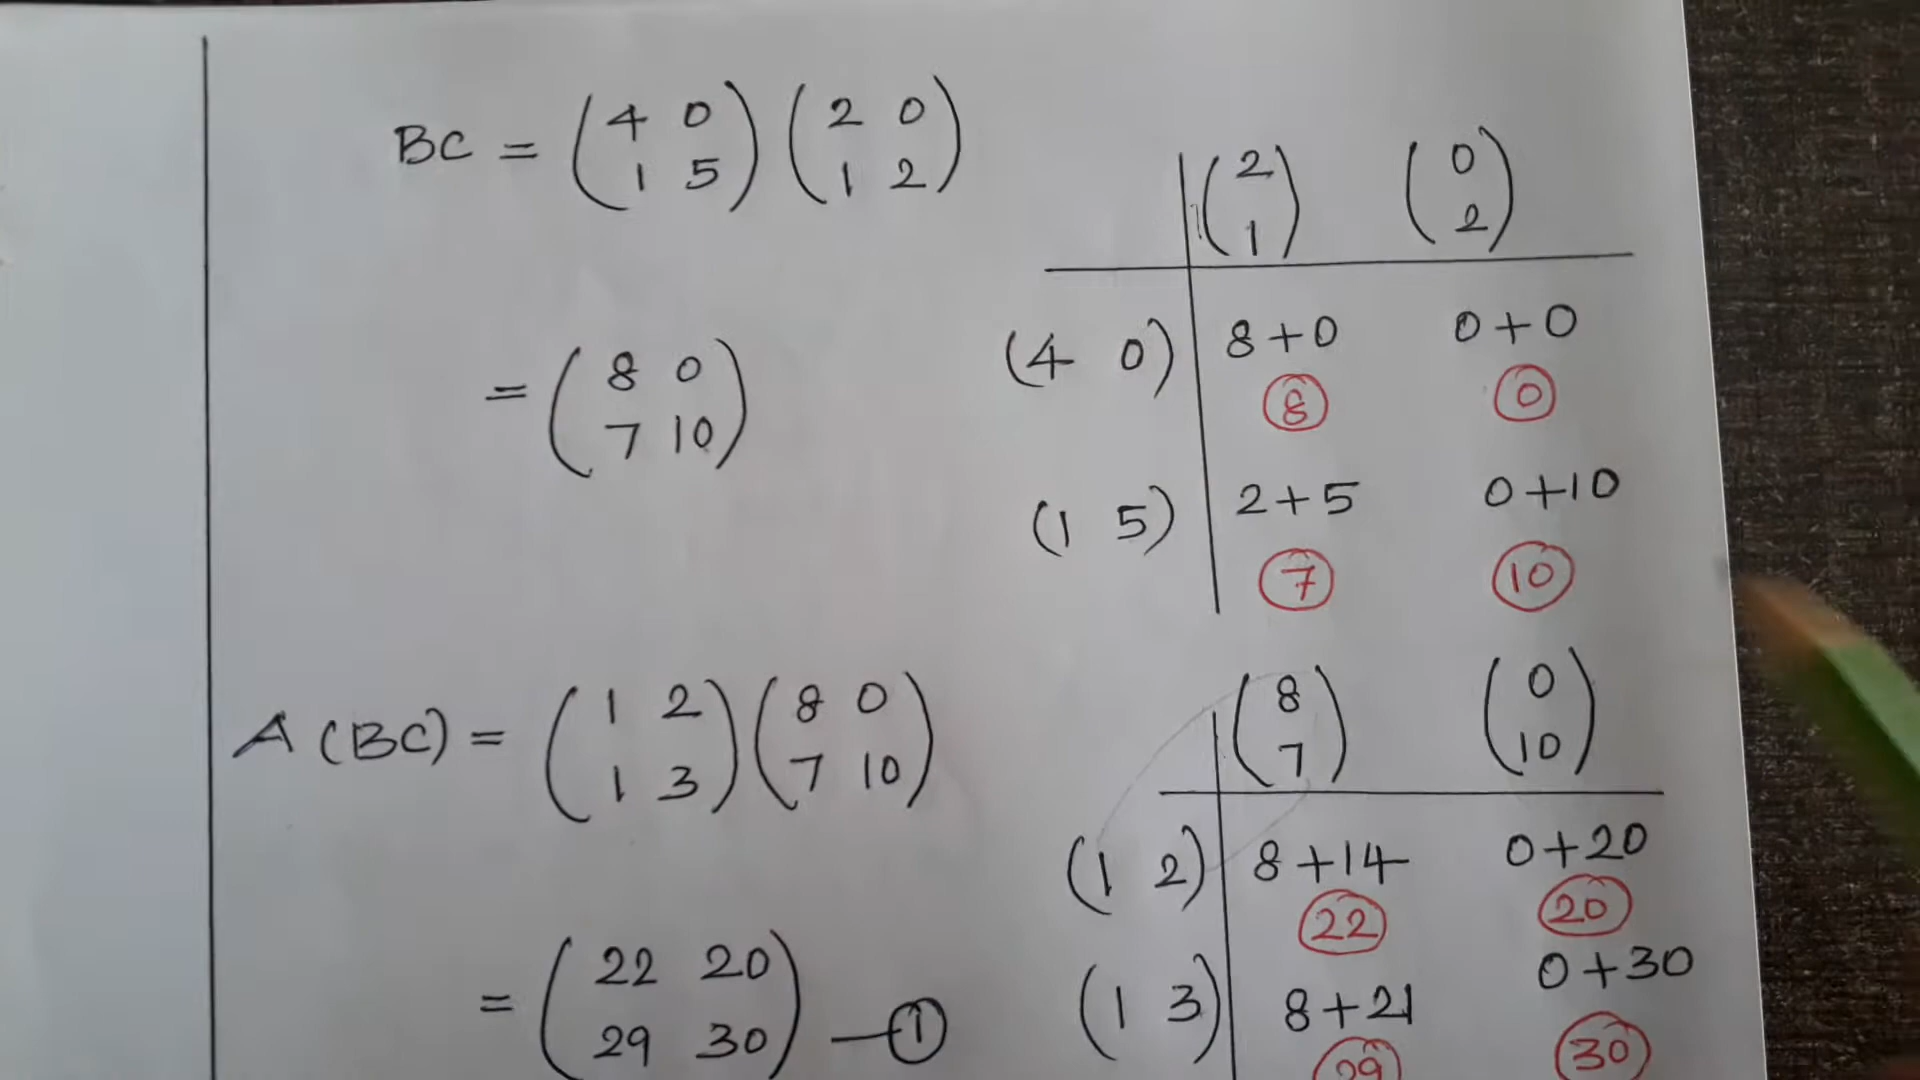 BC = (4 0 1 5) (2 0 1 2)
= (8 0 7 10)
(2 1) (0 2)
(4 0) 8+0 0+0
8 0
(1 5) 2+5 0+10
7 10
A(BC) = (1 2 1 3) (8 0 7 10)
= (22 20 29 30) —①
(8 7) (0 10)
(1 2) 8+14 0+20
22 20
(1 3) 8+21 0+30
29 30